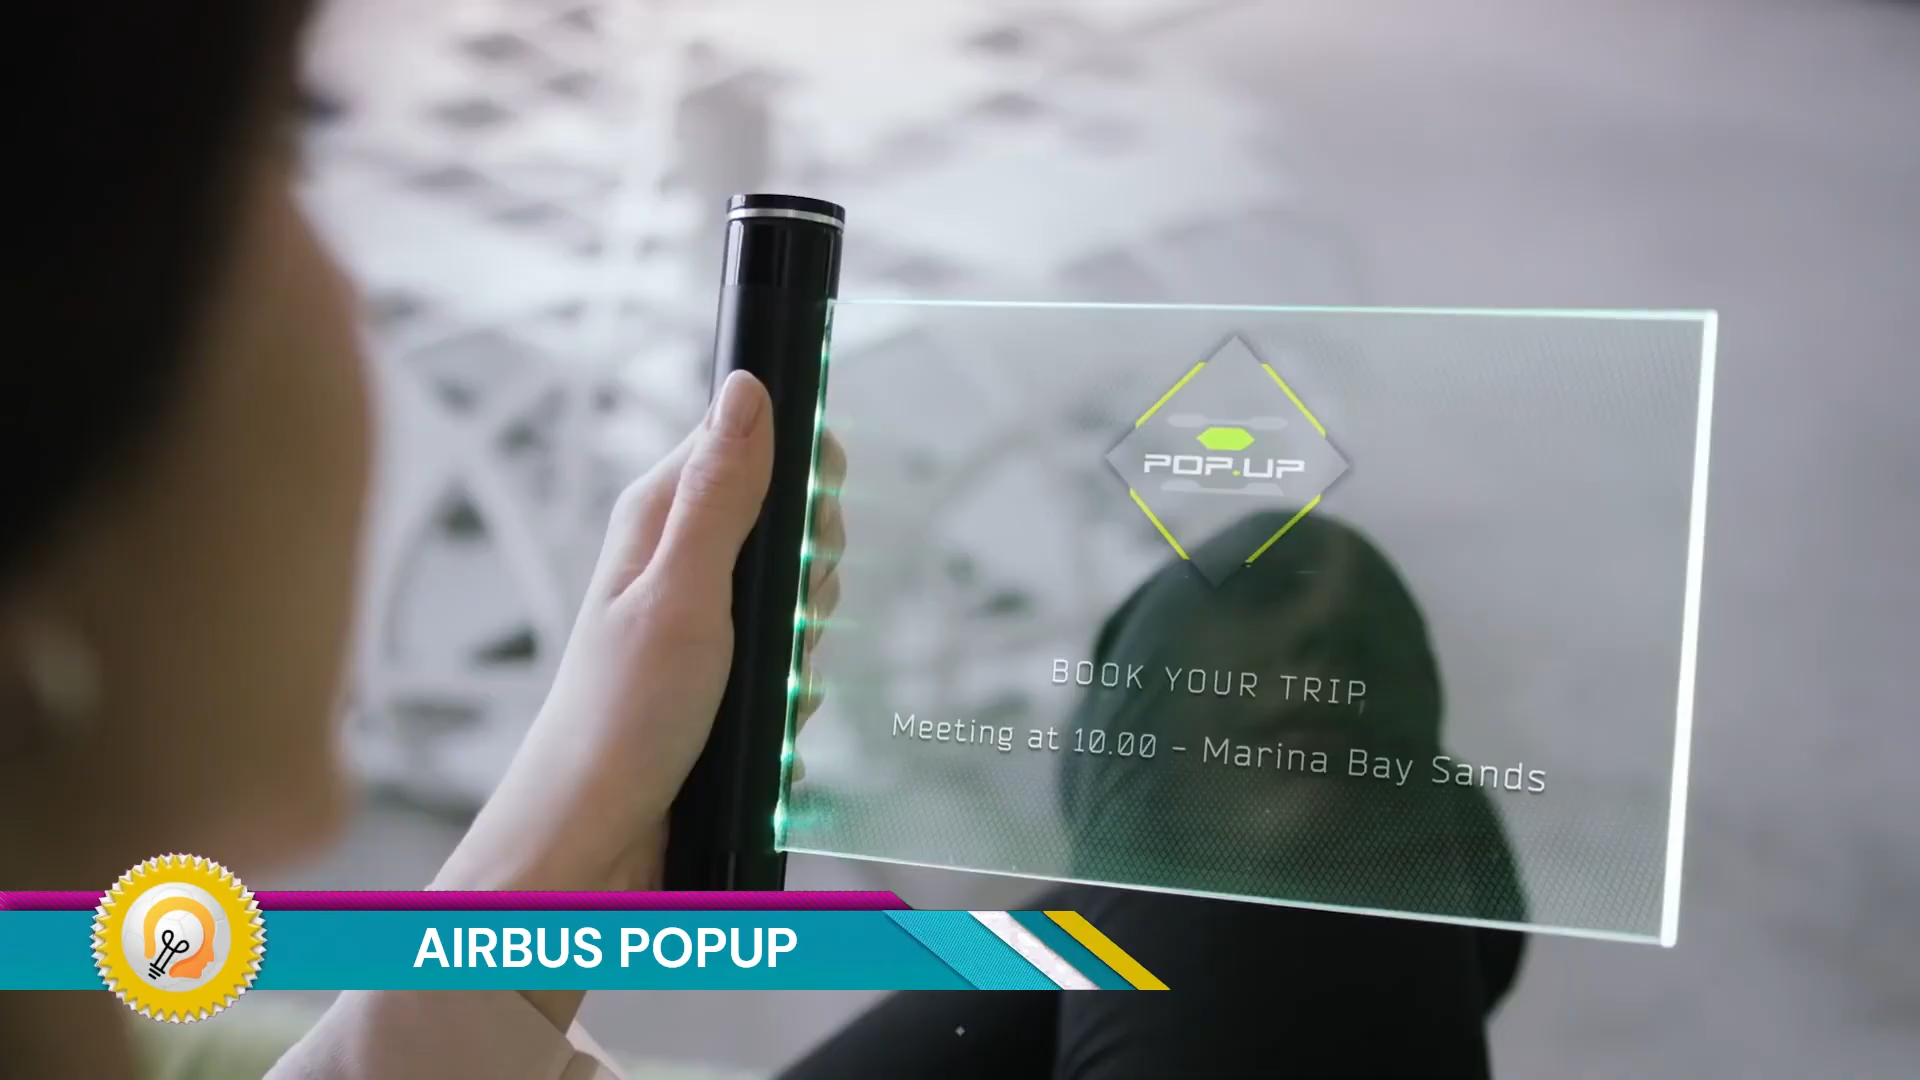 POP.UP
BOOK YOUR TRIP
Meeting at 10.00 - Marina Bay Sands
AIRBUS POPUP